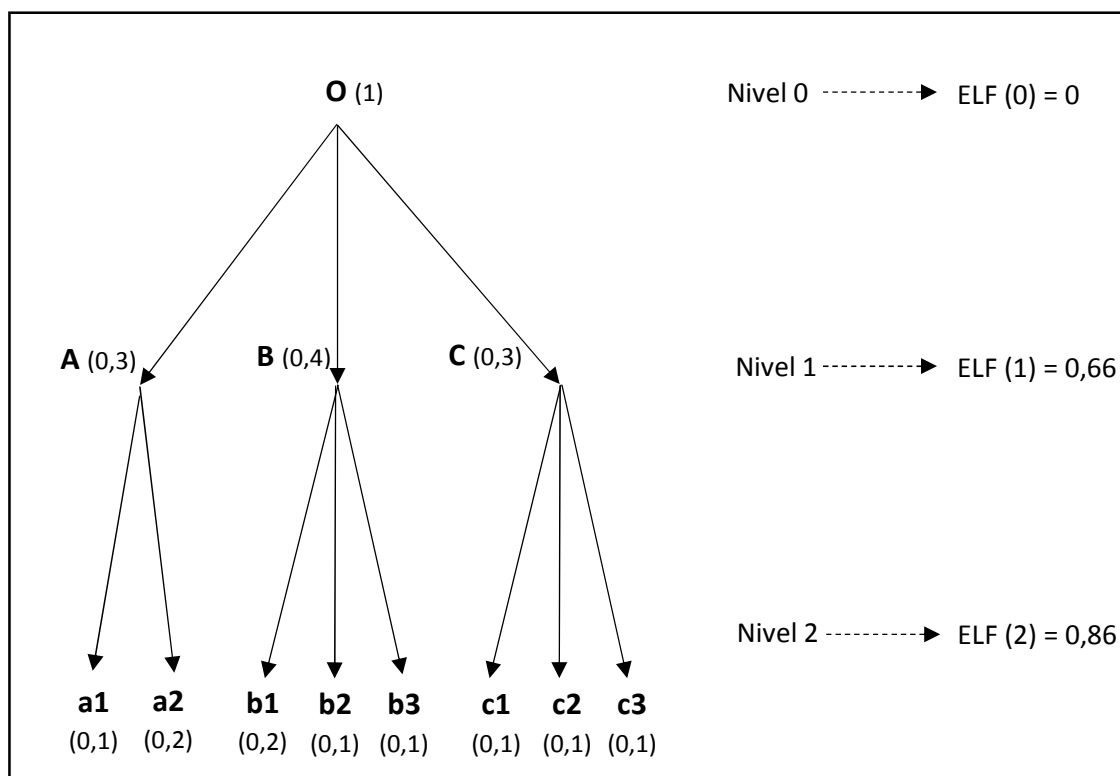 O (1) Nivel 0 ELF (0) = 0
A (0,3) B (0,4) C (0,3) Nivel 1 ELF (1) = 0,66
Nivel 2 ELF (2) = 0,86
a1 a2 b1 b2 b3 c1 c2 c3
(0,1) (0,2) (0,2) (0,1) (0,1) (0,1) (0,1) (0,1)